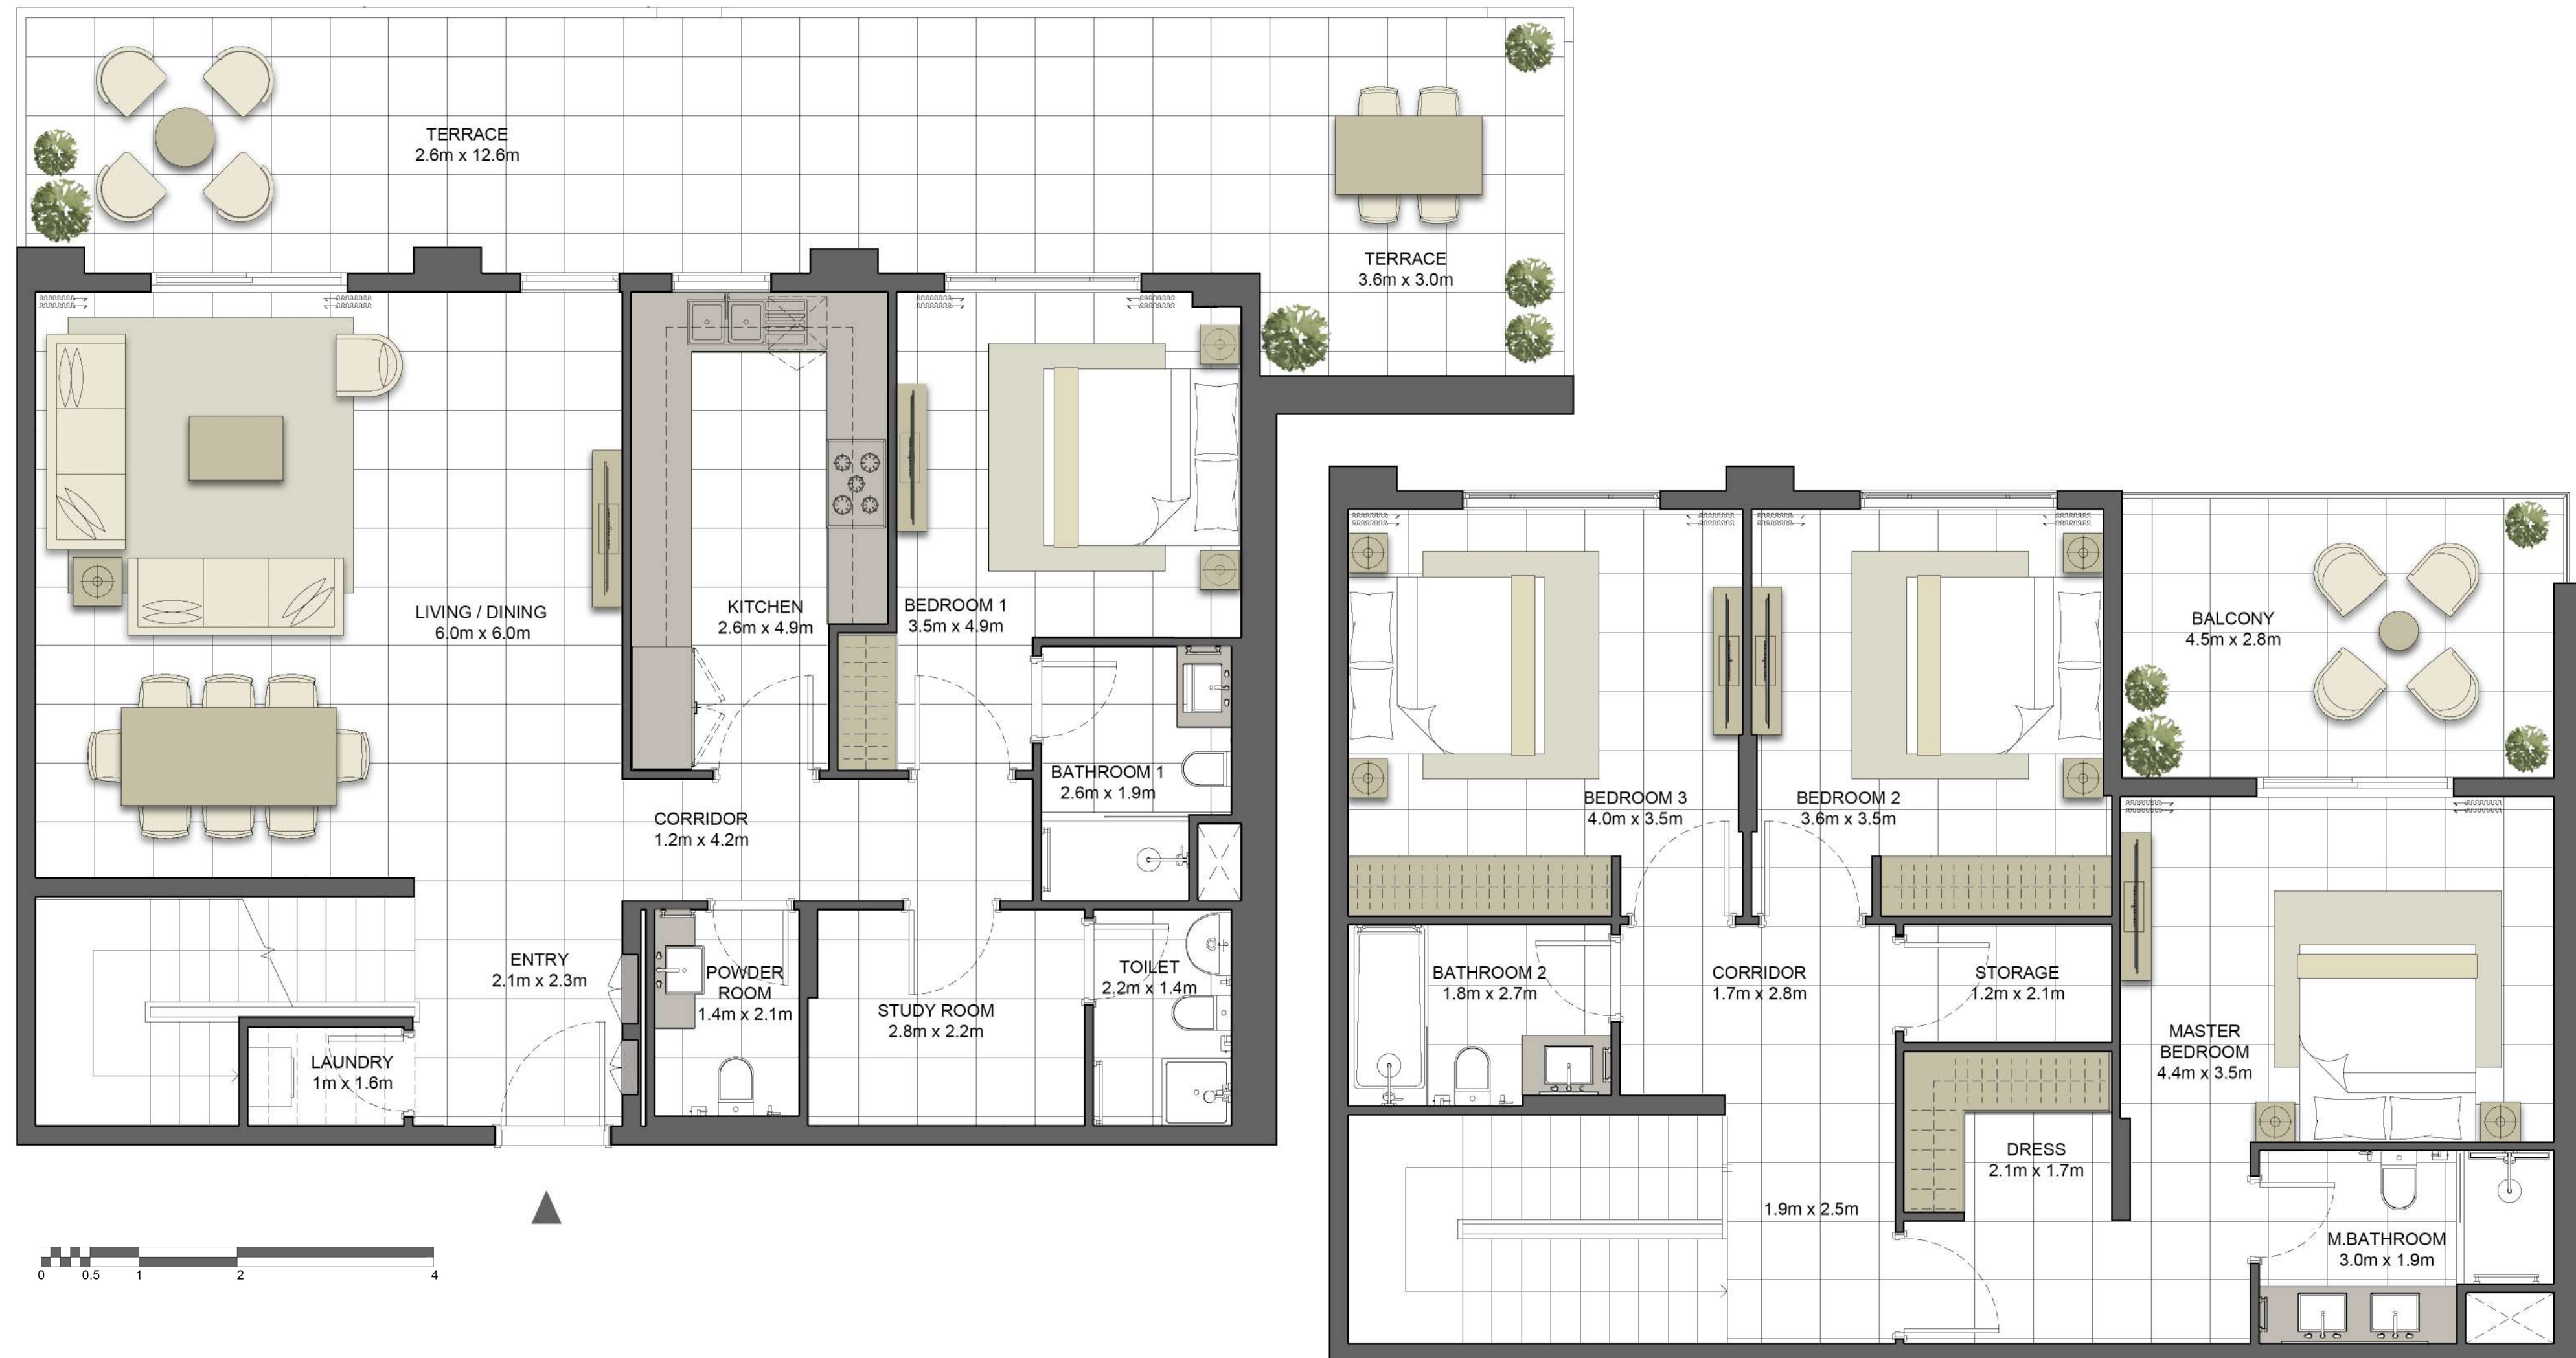 TERRACE
2.6m x 12.6m
TERRACE
3.6m x 3.0m
LIVING / DINING
6.0m x 6.0m
KITCHEN
2.6m x 4.9m
BEDROOM 1
3.5m x 4.9m
BATHROOM 1
2.6m x 1.9m
CORRIDOR
1.2m x 4.2m
ENTRY
2.1m x 2.3m
POWDER
ROOM
1.4m x 2.1m
STUDY ROOM
2.8m x 2.2m
TOILET
2.2m x 1.4m
LAUNDRY
1m x 1.6m
0 0.5 1 2 4
BALCONY
4.5m x 2.8m
BEDROOM 3
4.0m x 3.5m
BEDROOM 2
3.6m x 3.5m
BATHROOM 2
1.8m x 2.7m
CORRIDOR
1.7m x 2.8m
STORAGE
1.2m x 2.1m
MASTER
BEDROOM
4.4m x 3.5m
DRESS
2.1m x 1.7m
1.9m x 2.5m
M.BATHROOM
3.0m x 1.9m